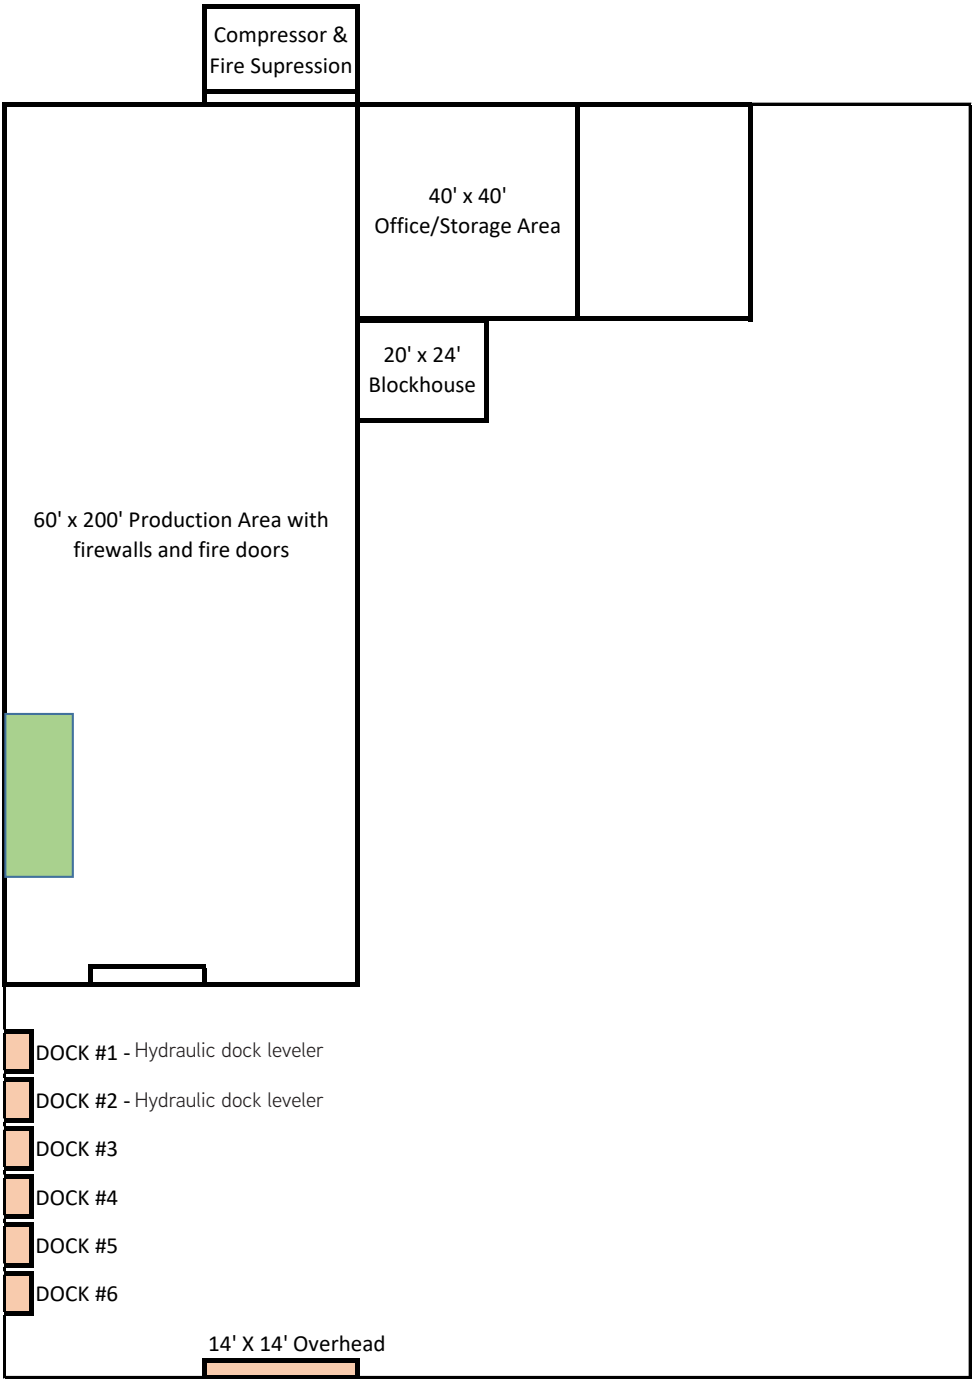 Compressor &
Fire Supression
40' x 40'
Office/Storage Area
20' x 24'
Blockhouse
60' x 200' Production Area with
firewalls and fire doors
DOCK #1 - Hydraulic dock leveler
DOCK #2 - Hydraulic dock leveler
DOCK #3
DOCK #4
DOCK #5
DOCK #6
14' X 14' Overhead